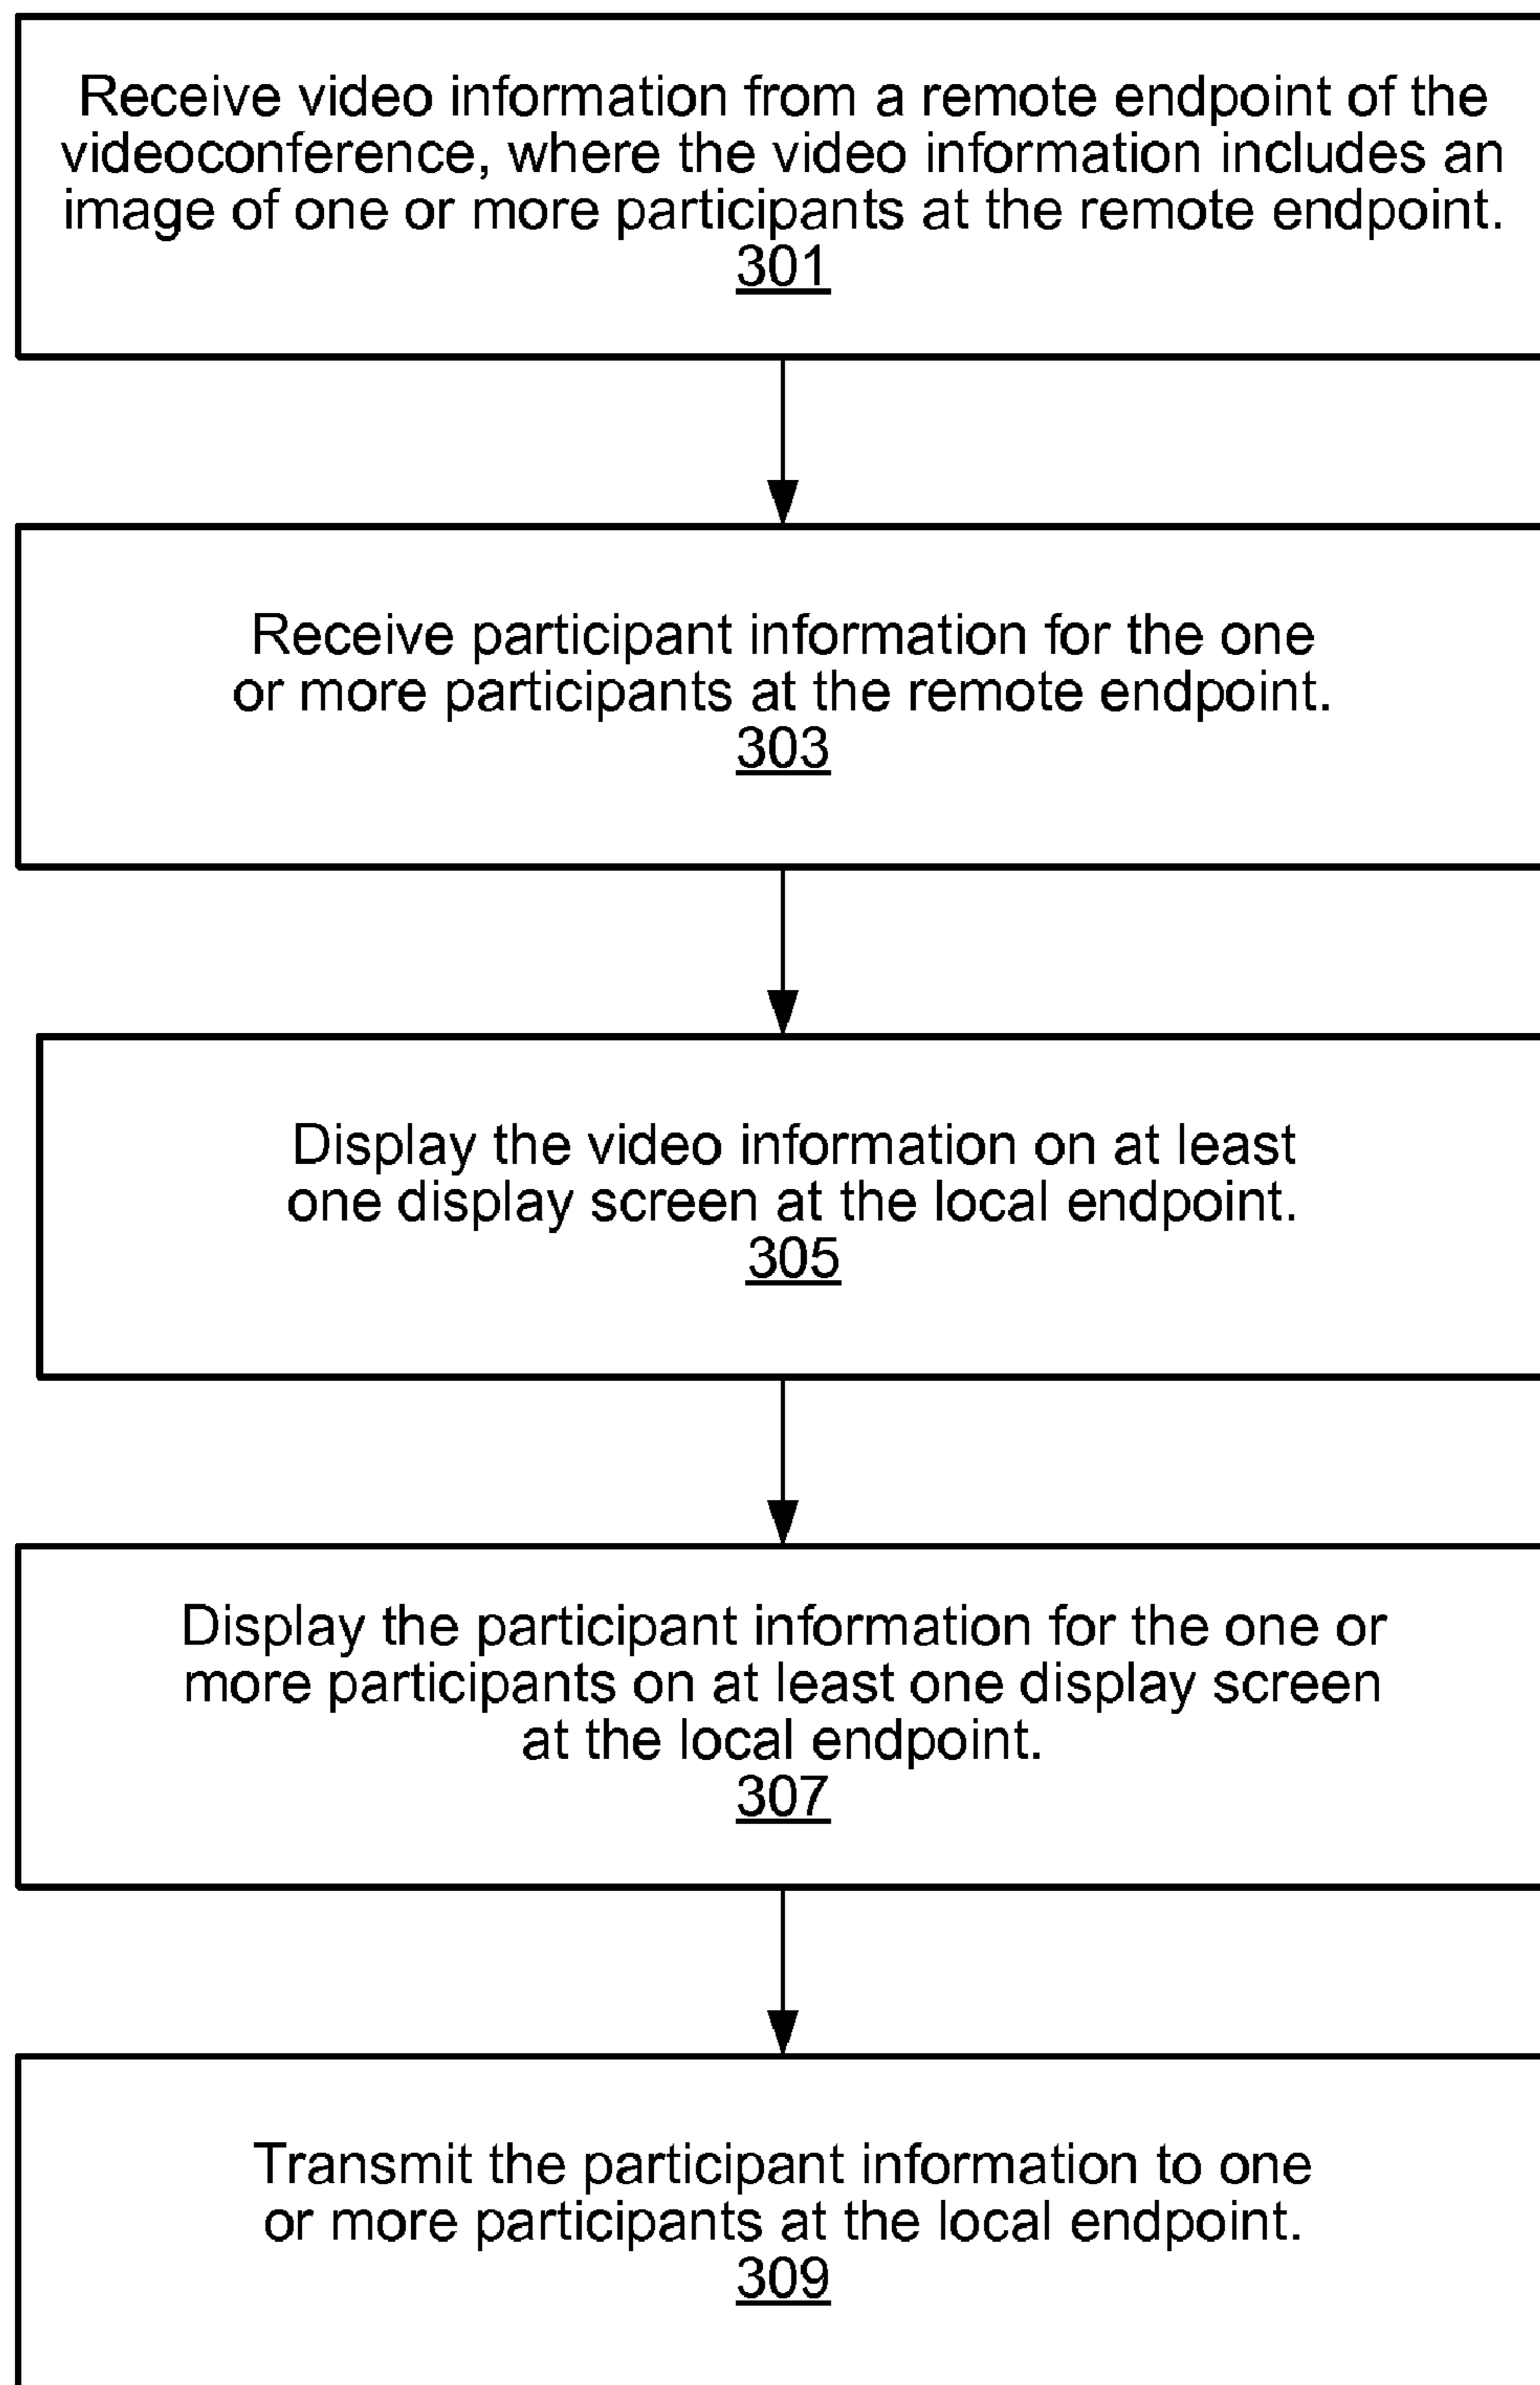 Receive video information from a remote endpoint of the
videoconference, where the video information includes an
image of one or more participants at the remote endpoint.
301
Receive participant information for the one
or more participants at the remote endpoint.
303
Display the video information on at least
one display screen at the local endpoint.
305
Display the participant information for the one or
more participants on at least one display screen
at the local endpoint.
307
Transmit the participant information to one
or more participants at the local endpoint.
309